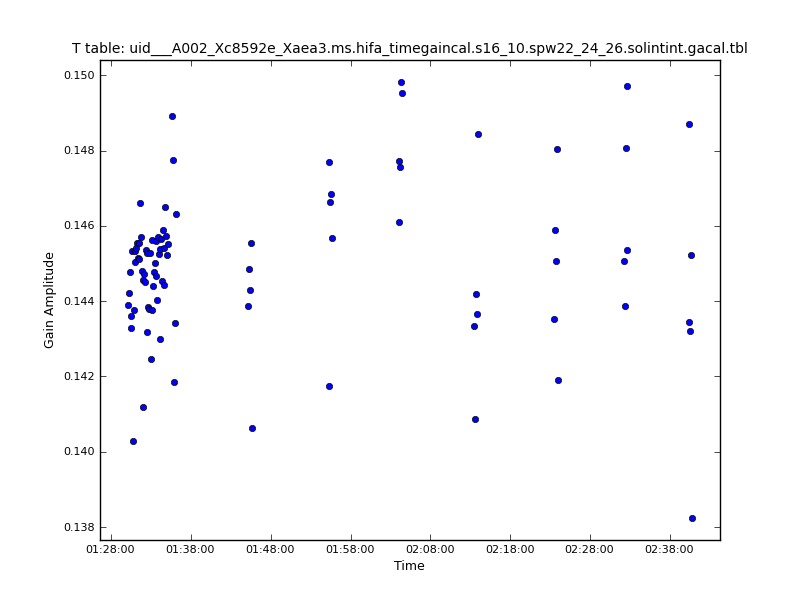 T table: uid___A002_Xc8592e_Xaea3.ms.hifa_timegaincal.s16_10.spw22_24_26.solintint.gacal.tbl
0.150
0.148
0.146
0.144
0.142
0.140
0.138
Gain Amplitude
01:28:00 01:38:00 01:48:00 01:58:00 02:08:00 02:18:00 02:28:00 02:38:00
Time